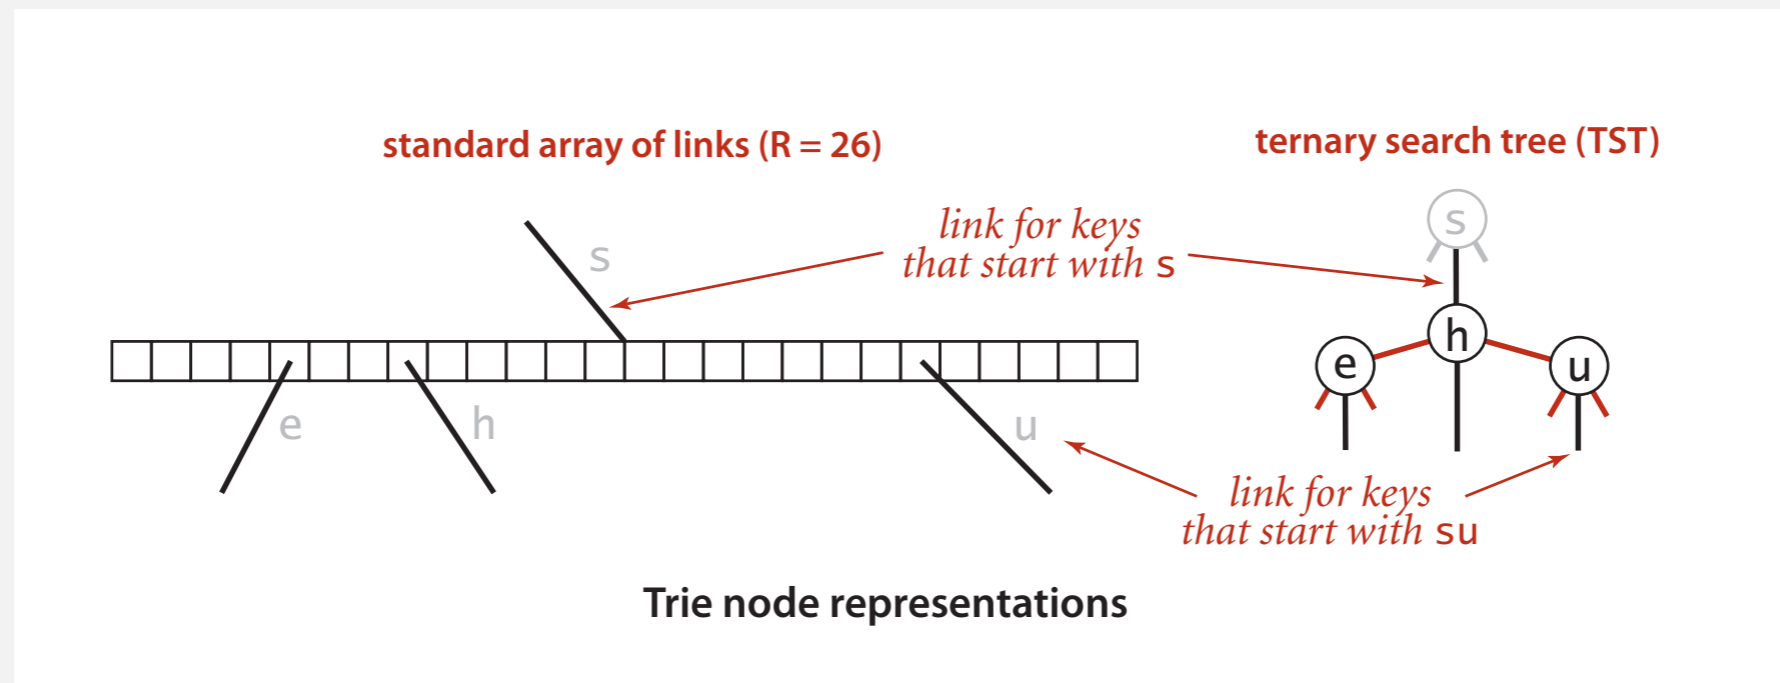 standard array of links (R = 26)
ternary search tree (TST)
s
link for keys
that start with s
s
h
e
u
e
h
u
link for keys
that start with su
Trie node representations